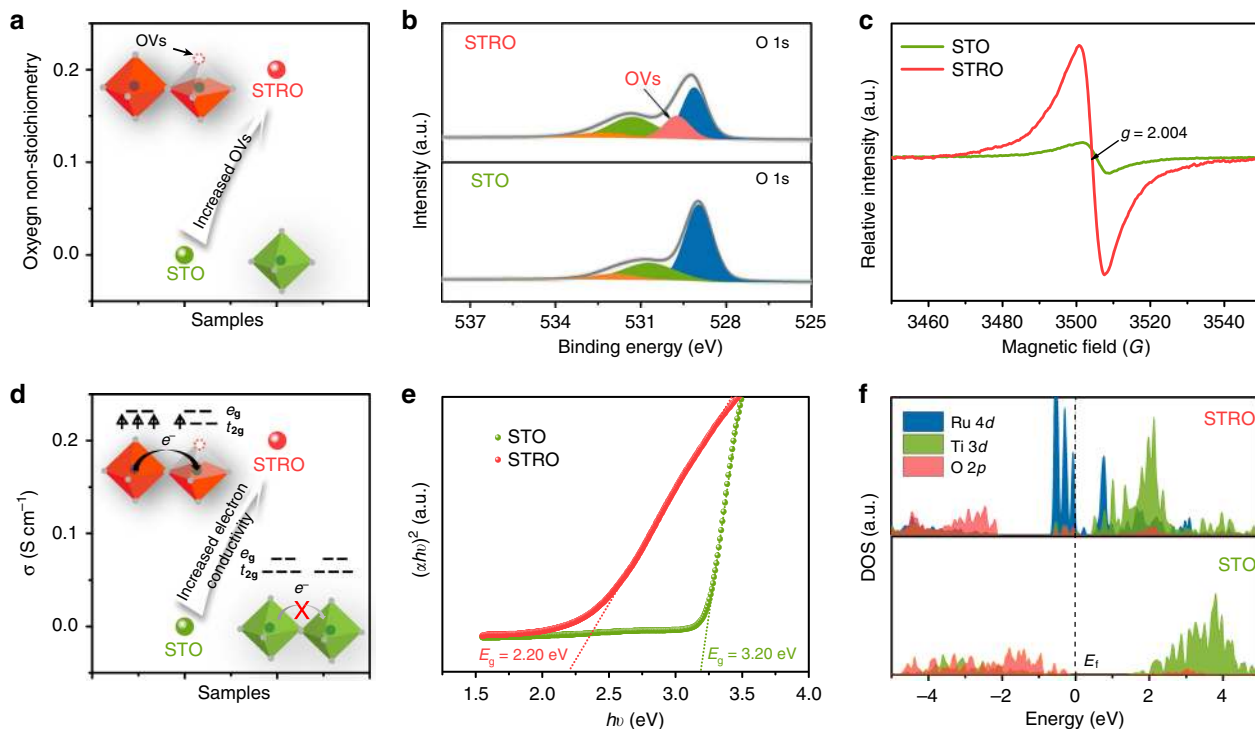 a
OVs
STRO
Increased OVs
STO
0.2
0.1
0.0
Oxyegn non-stoichiometry
Samples
b
STRO
O 1s
OVs
STO
O 1s
Intensity (a.u.)
537 534 531 528 525
Binding energy (eV)
c
STO
STRO
g = 2.004
Relative intensity (a.u.)
3460 3480 3500 3520 3540
Magnetic field (G)
d
eg
t2g
e–
STRO
Increased electron
conductivity
eg
t2g
e–
X
STO
0.2
0.1
0.0
σ (S cm−1)
Samples
e
STO
STRO
Eg = 2.20 eV
Eg = 3.20 eV
(αhυ)2 (a.u.)
1.5 2.0 2.5 3.0 3.5 4.0
hυ (eV)
f
Ru 4d
Ti 3d
O 2p
STRO
STO
Ef
DOS (a.u.)
–4 –2 0 2 4
Energy (eV)